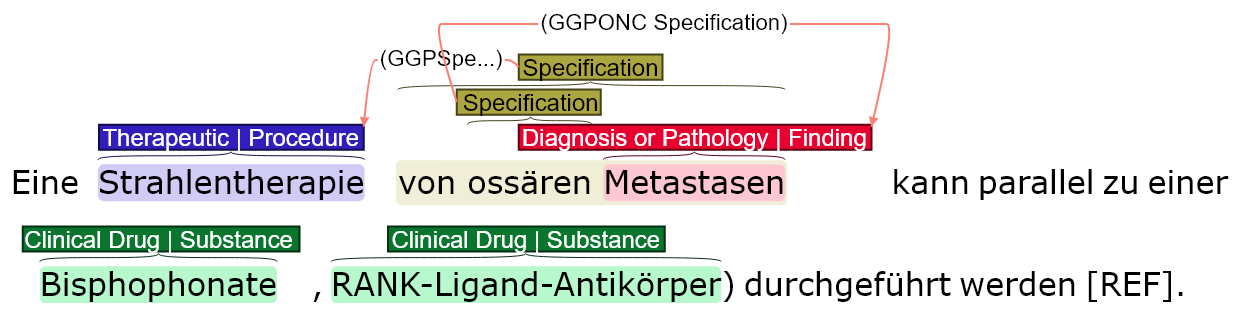 (GGPONC Specification)
(GGPSpe...)
Specification
Specification
Therapeutic | Procedure Diagnosis or Pathology | Finding
Eine Strahlentherapie von ossären Metastasen kann parallel zu einer
Clinical Drug | Substance Clinical Drug | Substance
Bisphophonate , RANK-Ligand-Antikörper) durchgeführt werden [REF].